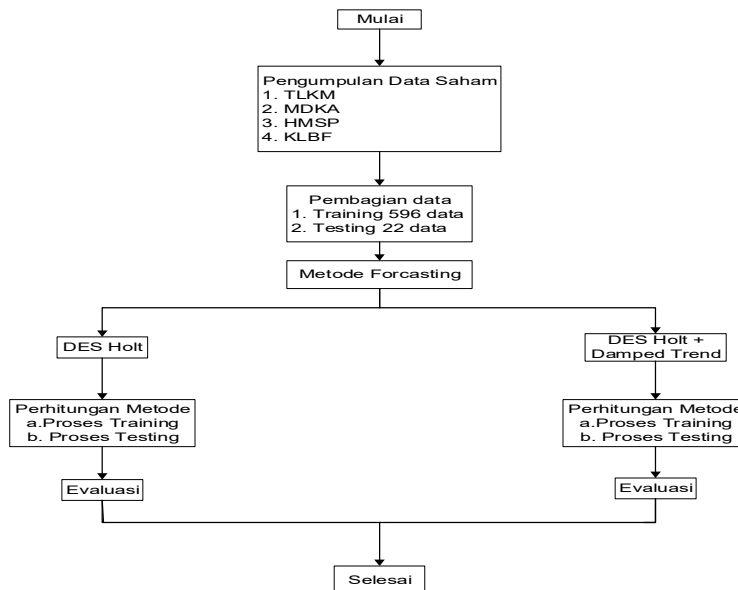 Mulai
Pengumpulan Data Saham
1. TLKM
2. MDKA
3. HMSP
4. KLBF
Pembagian data
1. Training 596 data
2. Testing 22 data
Metode Forcasting
DES Holt
Perhitungan Metode
a.Proses Training
b. Proses Testing
Evaluasi
DES Holt +
Damped Trend
Perhitungan Metode
a.Proses Training
b. Proses Testing
Evaluasi
Selesai